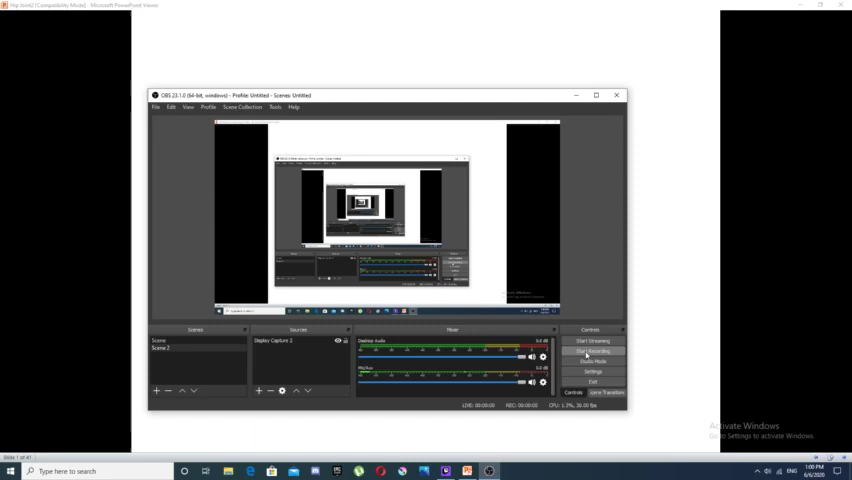 Hip Joint2 [Compatibility Mode] - Microsoft PowerPoint Viewer
OBS 23.1.0 (64-bit, windows) - Profile: Untitled - Scenes: Untitled
File Edit View Profile Scene Collection Tools Help
Scenes Sources Mixer Controls
Scene
Scene 2
Display Capture 2
Desktop Audio 0.0 dB
Mic/Aux 0.0 dB
Start Streaming
Start Recording
Studio Mode
Settings
Exit
Controls cene Transition
LIVE: 00:00:00 REC: 00:00:00 CPU: 1.3%, 30.00 fps
Activate Windows
Go to Settings to activate Windows.
Slide 1 of 41
Type here to search
ENG
1:00 PM
6/6/2020